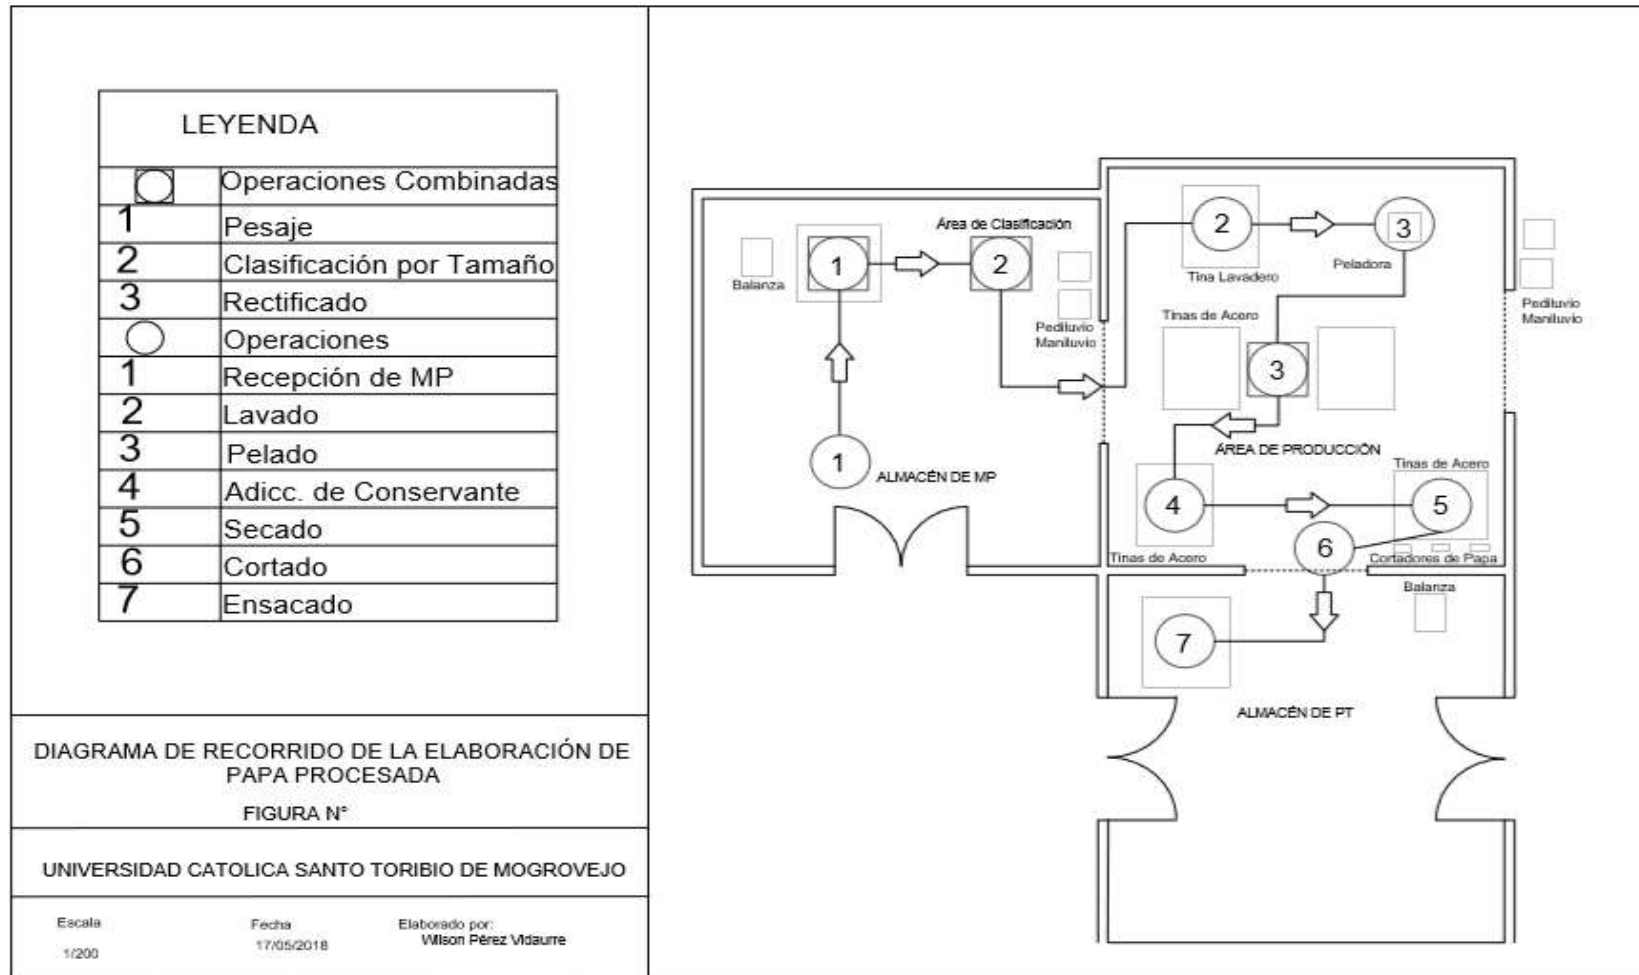 LEYENDA
Operaciones Combinadas
1 Pesaje
2 Clasificación por Tamaño
3 Rectificado
Operaciones
1 Recepción de MP
2 Lavado
3 Pelado
4 Adicc. de Conservante
5 Secado
6 Cortado
7 Ensacado
DIAGRAMA DE RECORRIDO DE LA ELABORACIÓN DE
PAPA PROCESADA
FIGURA N°
UNIVERSIDAD CATOLICA SANTO TORIBIO DE MOGROVEJO
Escala
1/200
Fecha
17/05/2018
Elaborado por:
Wilson Pérez Vidaurre
Balanza
1
Área de Clasificación
2
Pediluvio
Maniluvio
1
ALMACÉN DE MP
2
Tina Lavadero
3
Peladora
Pediluvio
Maniluvio
Tinas de Acero
3
ÁREA DE PRODUCCIÓN
4
Tinas de Acero
Tinas de Acero
5
6
Cortadores de Papa
Balanza
7
ALMACÉN DE PT